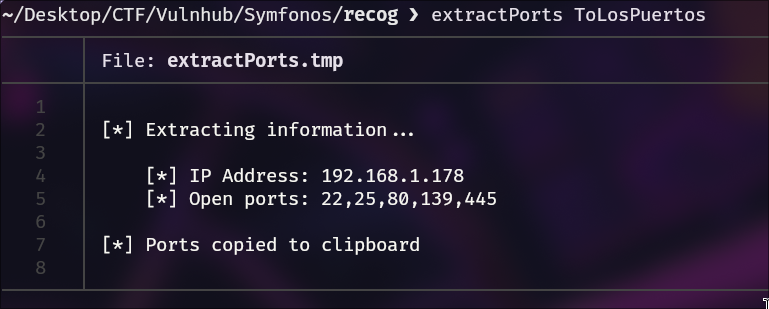 ~/Desktop/CTF/Vulnhub/Symfonos/recog ❯ extractPorts ToLosPuertos
File: extractPorts.tmp
1
2 [*] Extracting information...
3
4 [*] IP Address: 192.168.1.178
5 [*] Open ports: 22,25,80,139,445
6
7 [*] Ports copied to clipboard
8